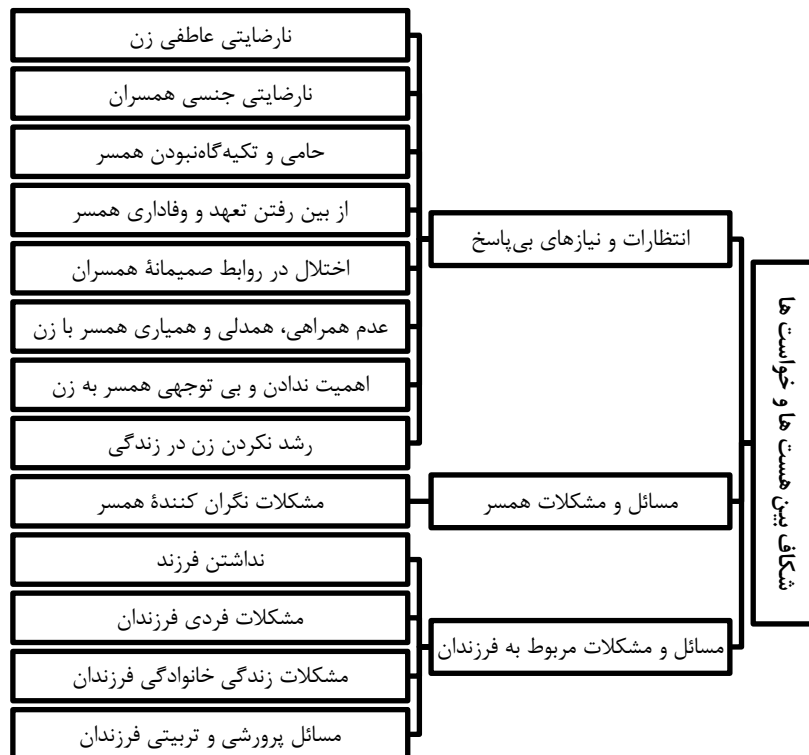 شکاف بین هست ها و خواست ها
انتظارات و نیازهای بی‌پاسخ
نارضایتی عاطفی زن
نارضایتی جنسی همسران
حامی و تکیه‌گاه‌نبودن همسر
از بین رفتن تعهد و وفاداری همسر
اختلال در روابط صمیمانهٔ همسران
عدم همراهی، همدلی و همیاری همسر با زن
اهمیت ندادن و بی توجهی همسر به زن
رشد نکردن زن در زندگی
مسائل و مشکلات همسر
مشکلات نگران کنندهٔ همسر
مسائل و مشکلات مربوط به فرزندان
نداشتن فرزند
مشکلات فردی فرزندان
مشکلات زندگی خانوادگی فرزندان
مسائل پرورشی و تربیتی فرزندان